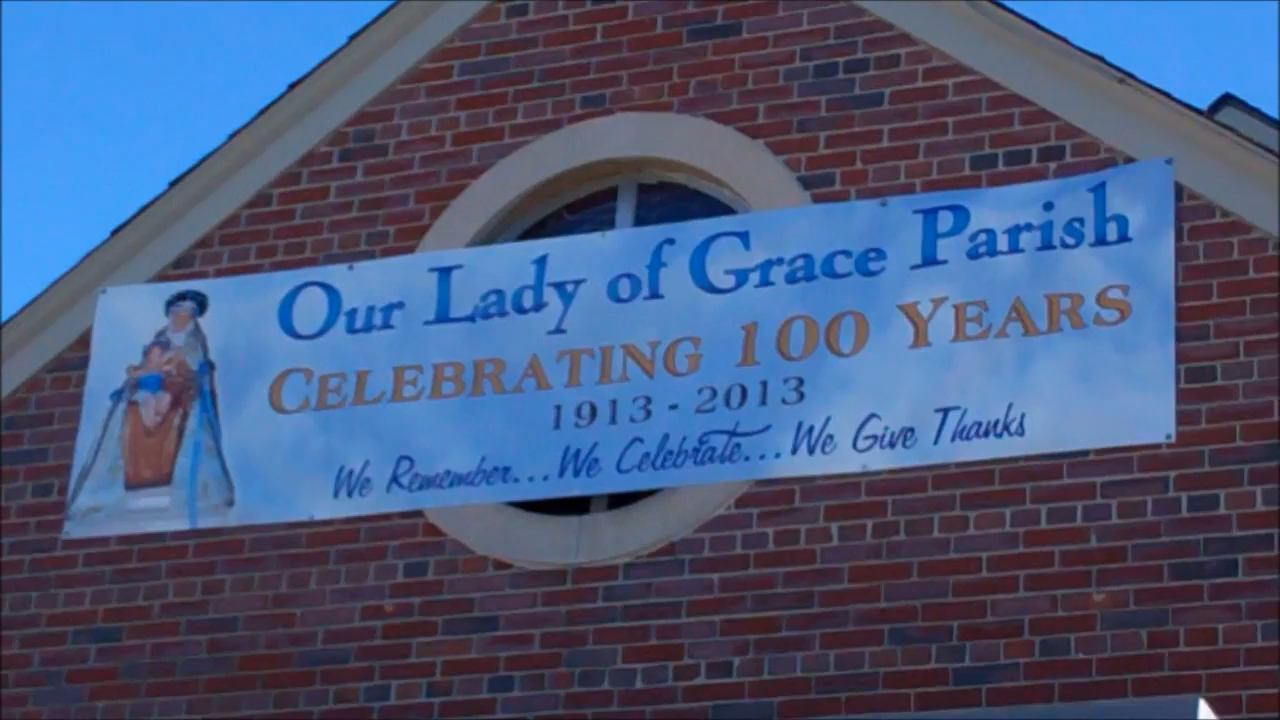 Our Lady of Grace Parish
CELEBRATING 100 YEARS
1913 - 2013
We Remember...We Celebrate...We Give Thanks